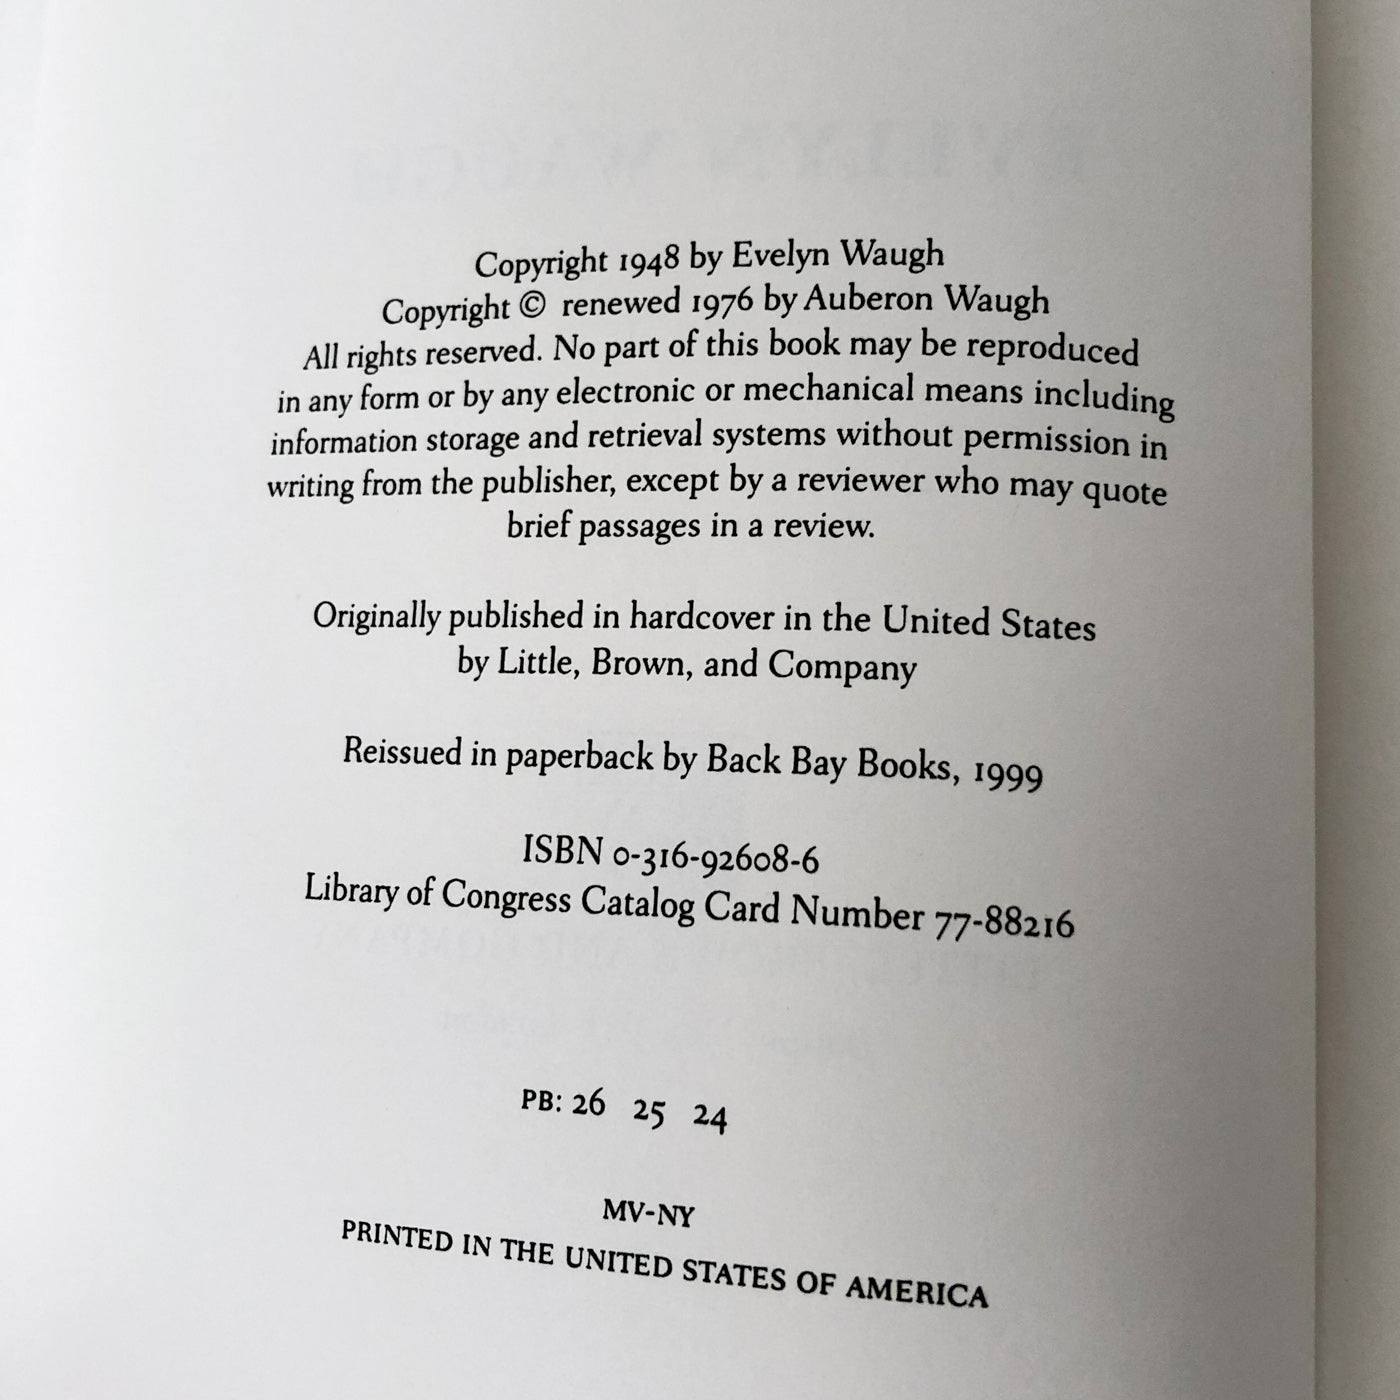 Copyright 1948 by Evelyn Waugh
Copyright © renewed 1976 by Auberon Waugh
All rights reserved. No part of this book may be reproduced
in any form or by any electronic or mechanical means including
information storage and retrieval systems without permission in
writing from the publisher, except by a reviewer who may quote
brief passages in a review.
Originally published in hardcover in the United States
by Little, Brown, and Company
Reissued in paperback by Back Bay Books, 1999
ISBN 0-316-92608-6
Library of Congress Catalog Card Number 77-88216
PB: 26 25 24
MV-NY
PRINTED IN THE UNITED STATES OF AMERICA